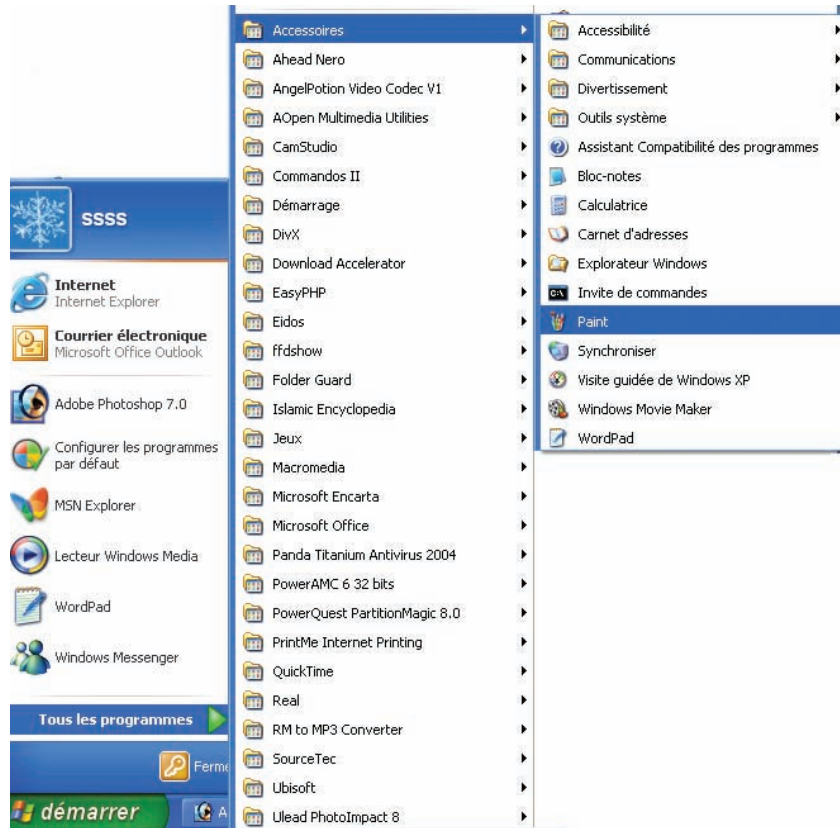 ssss
Internet
Internet Explorer
Courrier électronique
Microsoft Office Outlook
Adobe Photoshop 7.0
Configurer les programmes
par défaut
MSN Explorer
Lecteur Windows Media
WordPad
Windows Messenger
Tous les programmes
Ferme
démarrer
A
Accessoires
Ahead Nero
AngelPotion Video Codec V1
AOpen Multimedia Utilities
CamStudio
Commandos II
Démarrage
DivX
Download Accelerator
EasyPHP
Eidos
ffdshow
Folder Guard
Islamic Encyclopedia
Jeux
Macromedia
Microsoft Encarta
Microsoft Office
Panda Titanium Antivirus 2004
PowerAMC 6 32 bits
PowerQuest PartitionMagic 8.0
PrintMe Internet Printing
QuickTime
Real
RM to MP3 Converter
SourceTec
Ubisoft
Ulead PhotoImpact 8
Accessibilité
Communications
Divertissement
Outils système
Assistant Compatibilité des programmes
Bloc-notes
Calculatrice
Carnet d'adresses
Explorateur Windows
Invite de commandes
Paint
Synchroniser
Visite guidée de Windows XP
Windows Movie Maker
WordPad